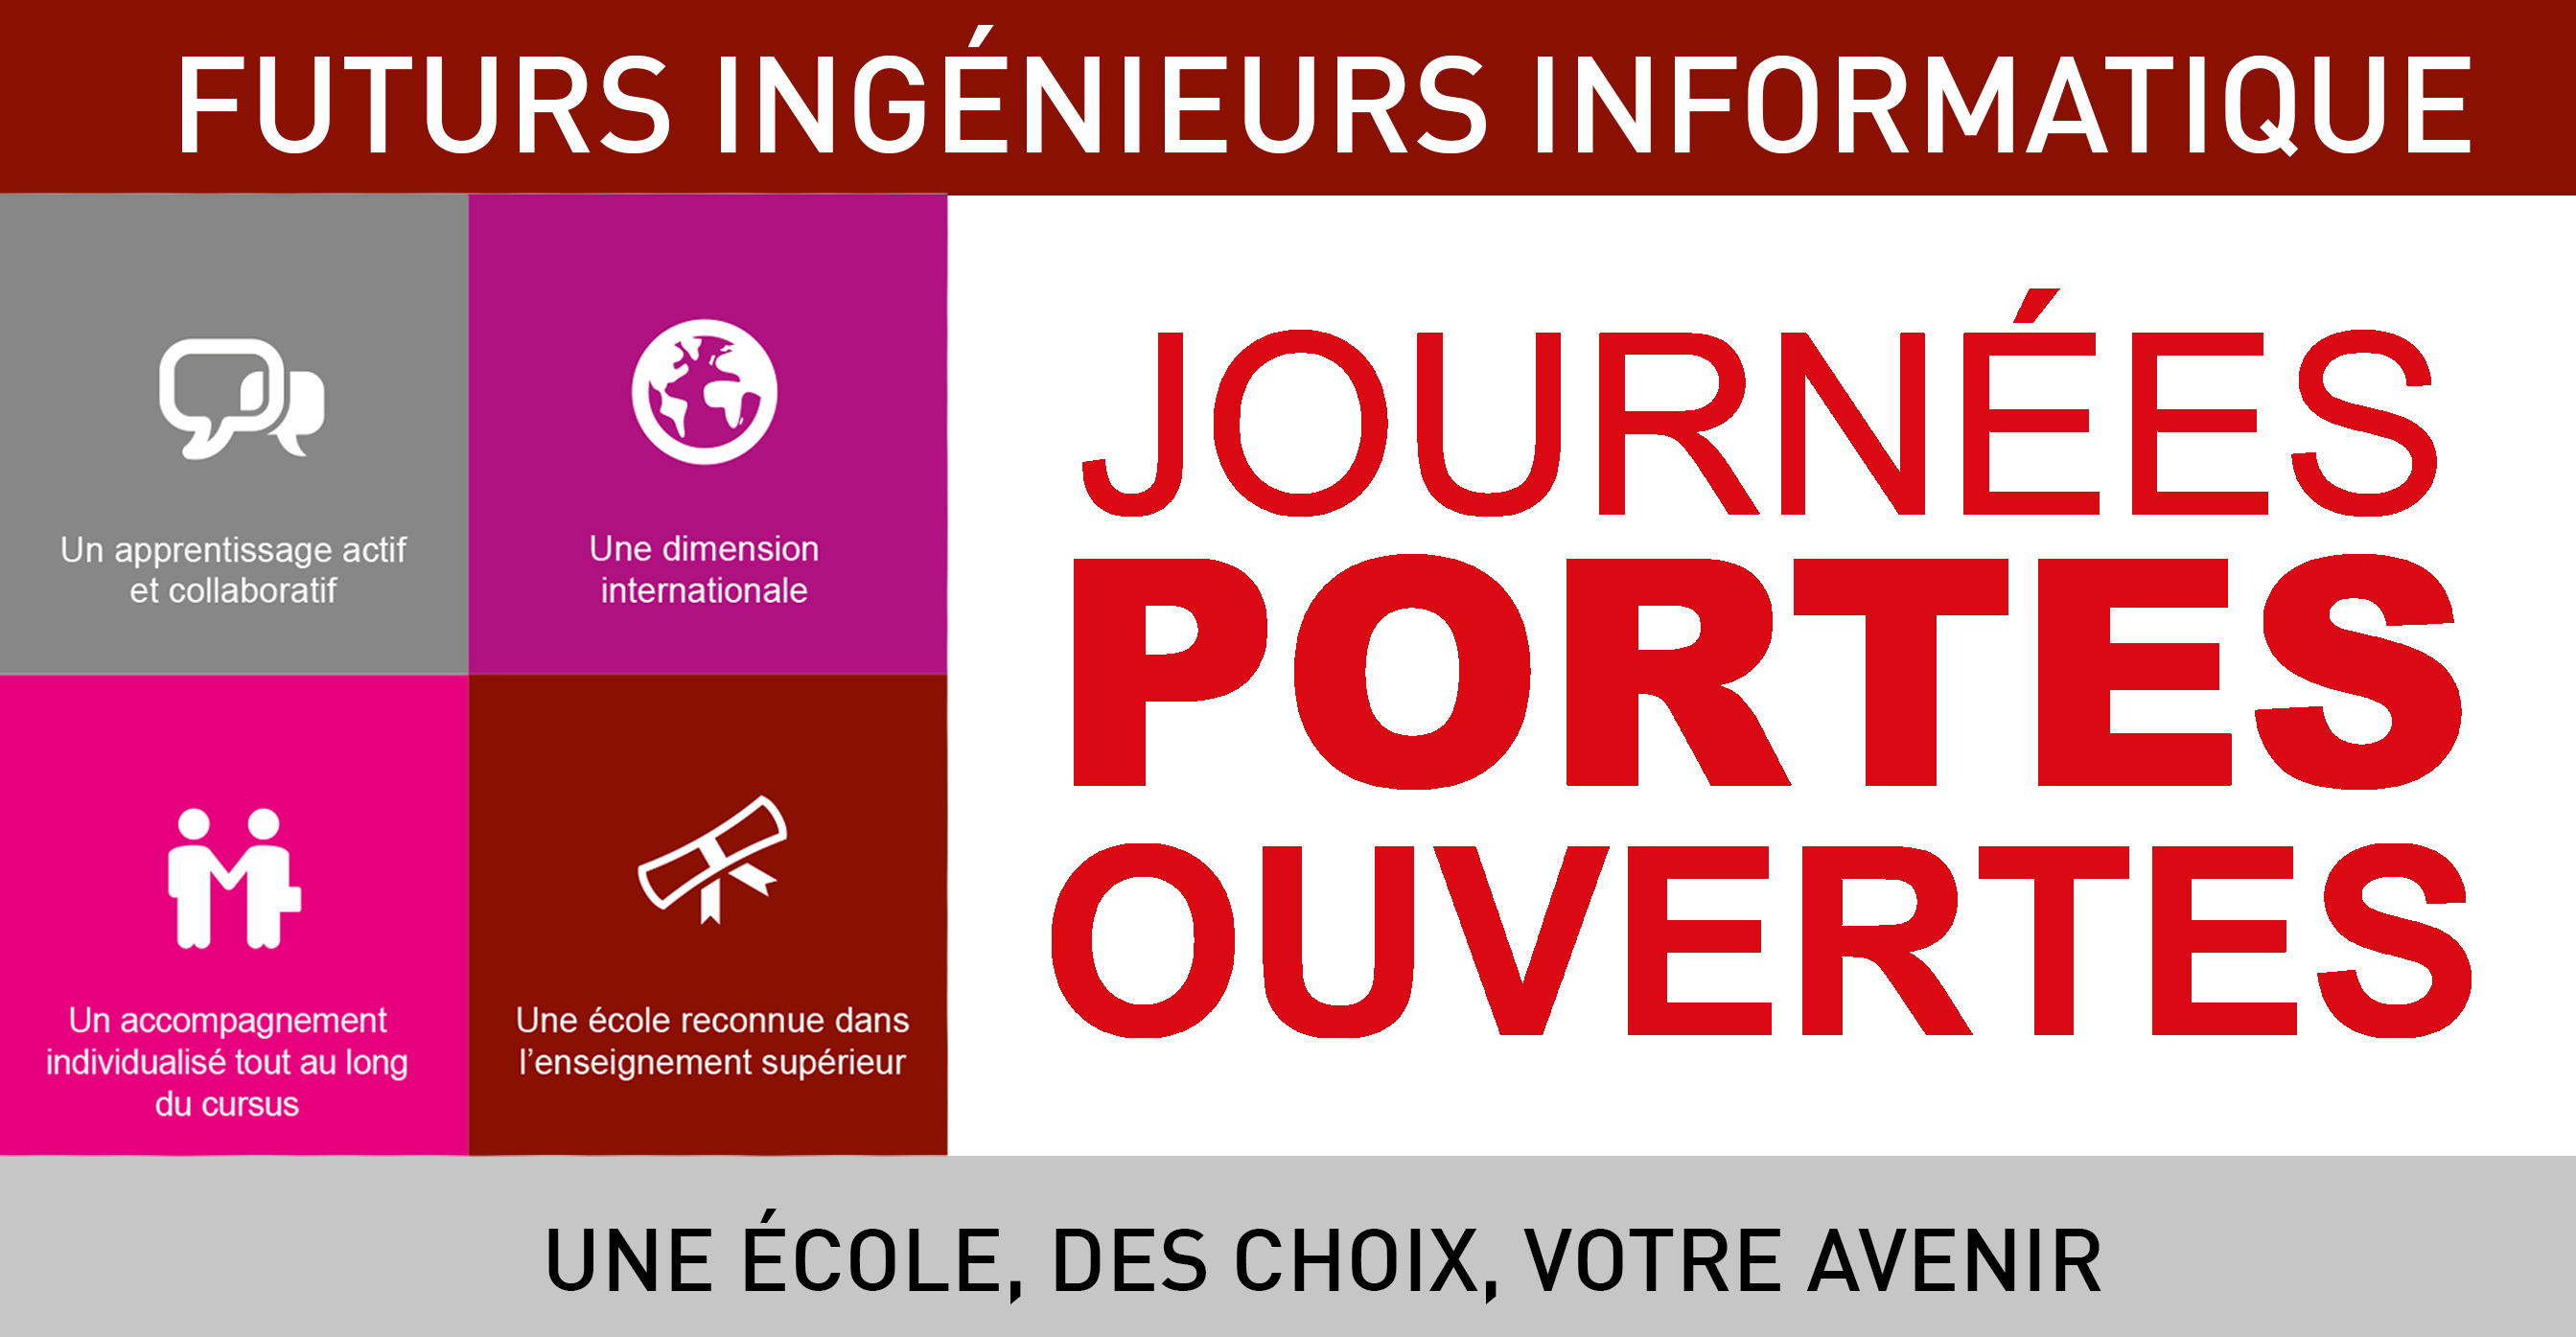 FUTURS INGÉNIEURS INFORMATIQUE
Un apprentissage actif
et collaboratif
Une dimension
internationale
Un accompagnement
individualisé tout au long
du cursus
Une école reconnue dans
l’enseignement supérieur
JOURNÉES
PORTES
OUVERTES
UNE ÉCOLE, DES CHOIX, VOTRE AVENIR